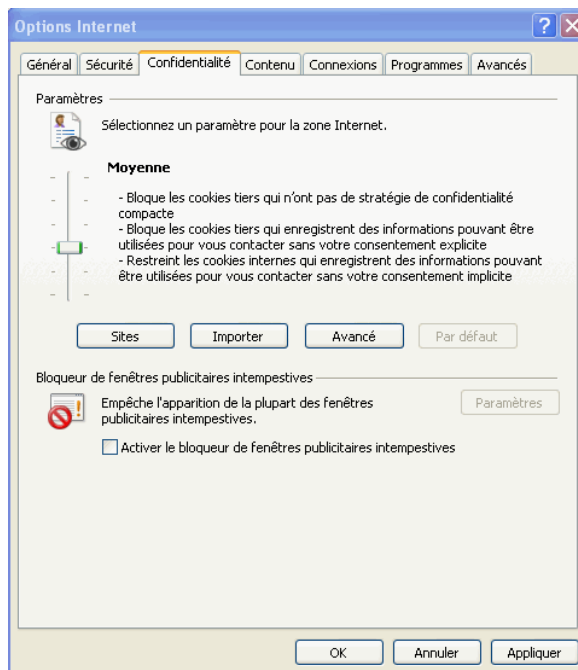 Options Internet
Général Sécurité Confidentialité Contenu Connexions Programmes Avancés
Paramètres
Sélectionnez un paramètre pour la zone Internet.
Moyenne
- Bloque les cookies tiers qui n'ont pas de stratégie de confidentialité
compacte
- Bloque les cookies tiers qui enregistrent des informations pouvant être
utilisées pour vous contacter sans votre consentement explicite
- Restreint les cookies internes qui enregistrent des informations pouvant
être utilisées pour vous contacter sans votre consentement implicite
Sites Importer Avancé Par défaut
Bloqueur de fenêtres publicitaires intempestives
Empêche l'apparition de la plupart des fenêtres
publicitaires intempestives.
Paramètres
Activer le bloqueur de fenêtres publicitaires intempestives
OK Annuler Appliquer